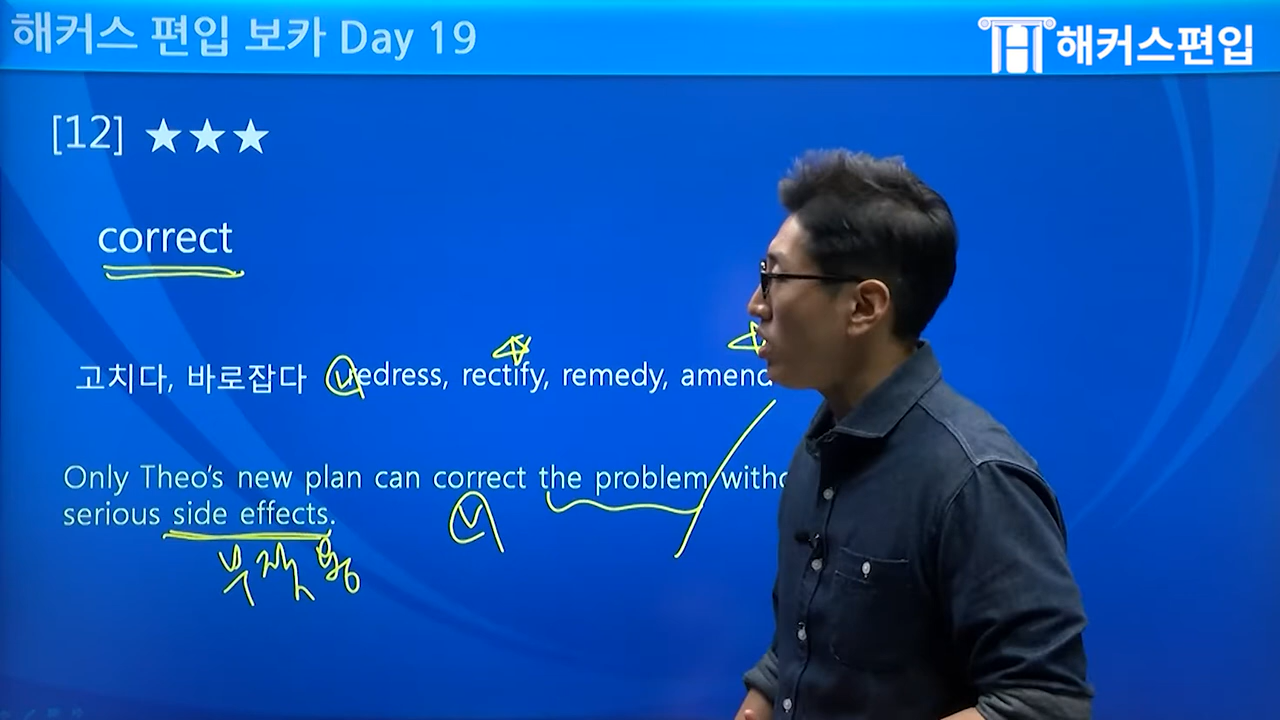 해커스 편입 보카 Day 19
해커스편입
[12] ★★★
correct
고치다, 바로잡다 redress, rectify, remedy, amend
Only Theo's new plan can correct the problem
serious side effects.
부작용